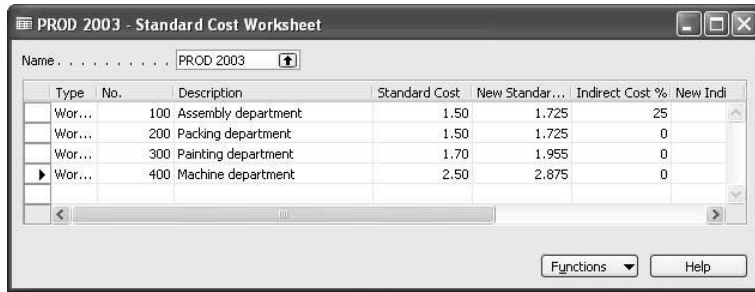 PROD 2003 - Standard Cost Worksheet
Name . . . . . . . . . . PROD 2003
Type No. Description Standard Cost New Standar... Indirect Cost % New Indi
Wor... 100 Assembly department 1.50 1.725 25
Wor... 200 Packing department 1.50 1.725 0
Wor... 300 Painting department 1.70 1.955 0
Wor... 400 Machine department 2.50 2.875 0
Functions Help